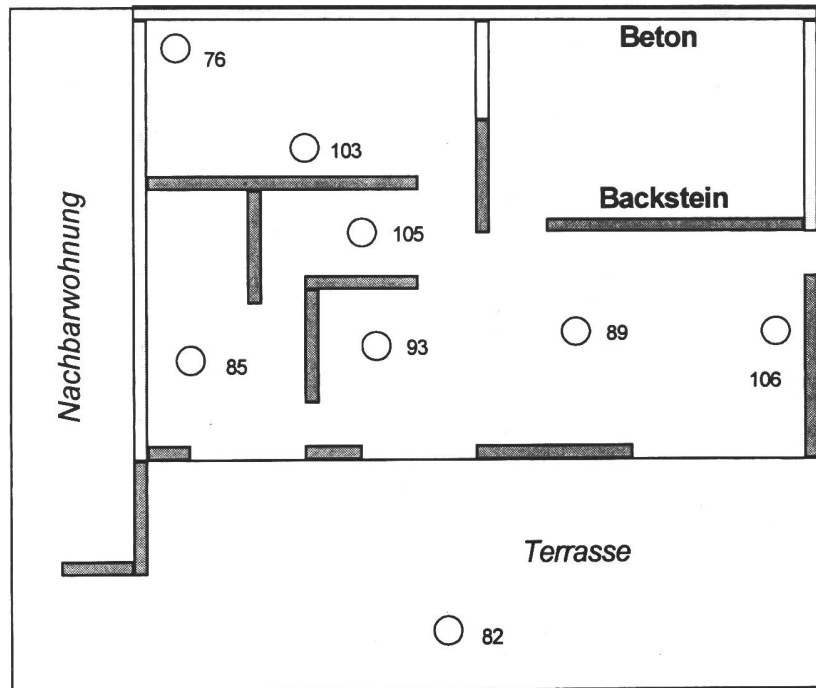 Beton
76
103
Backstein
Nachbarwohnung
105
89
93
85
106
Terrasse
82